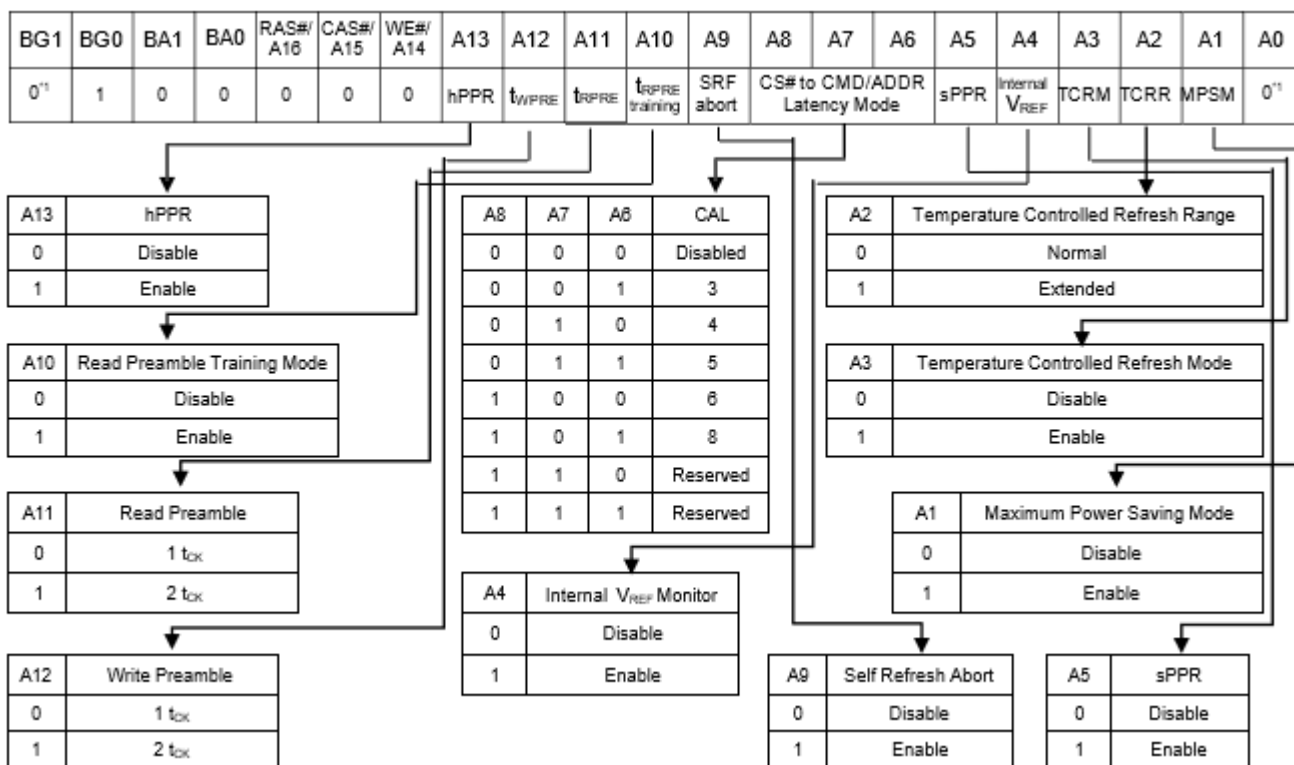 BG1 BG0 BA1 BA0 RAS#/A16 CAS#/A15 WE#/A14 A13 A12 A11 A10 A9 A8 A7 A6 A5 A4 A3 A2 A1 A0
0*1 1 0 0 0 0 0 hPPR tWPRE tRPRE tRPRE training SRF abort CS# to CMD/ADDR Latency Mode sPPR Internal VREF TCRM TCRR MPSM 0*1
A13 hPPR
0 Disable
1 Enable
A10 Read Preamble Training Mode
0 Disable
1 Enable
A11 Read Preamble
0 1 tCK
1 2 tCK
A12 Write Preamble
0 1 tCK
1 2 tCK
A8 A7 A6 CAL
0 0 0 Disabled
0 0 1 3
0 1 0 4
0 1 1 5
1 0 0 6
1 0 1 8
1 1 0 Reserved
1 1 1 Reserved
A4 Internal VREF Monitor
0 Disable
1 Enable
A2 Temperature Controlled Refresh Range
0 Normal
1 Extended
A3 Temperature Controlled Refresh Mode
0 Disable
1 Enable
A1 Maximum Power Saving Mode
0 Disable
1 Enable
A9 Self Refresh Abort
0 Disable
1 Enable
A5 sPPR
0 Disable
1 Enable